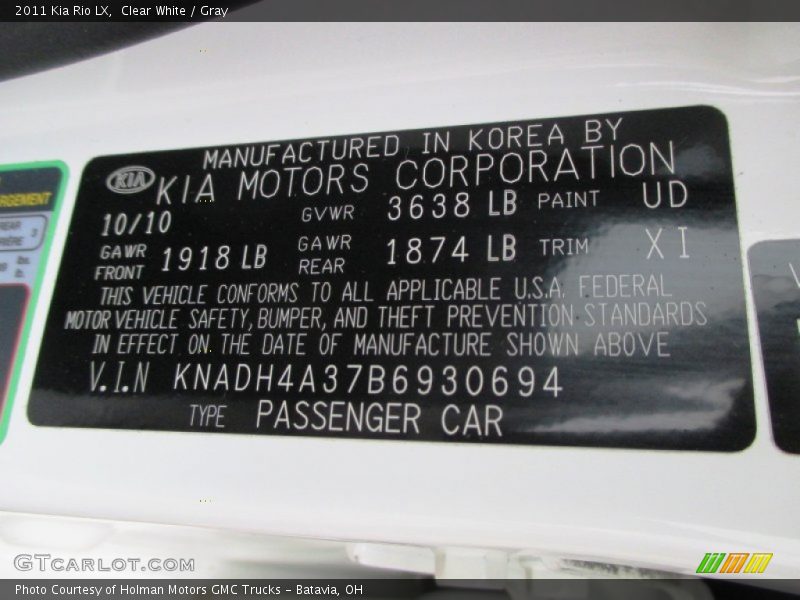 2011 Kia Rio LX, Clear White / Gray
MANUFACTURED IN KOREA BY
KIA KIA MOTORS CORPORATION
10/10 GVWR 3638 LB PAINT UD
GAWR FRONT 1918 LB GAWR REAR 1874 LB TRIM XI
THIS VEHICLE CONFORMS TO ALL APPLICABLE U.S.A. FEDERAL
MOTOR VEHICLE SAFETY, BUMPER, AND THEFT PREVENTION STANDARDS
IN EFFECT ON THE DATE OF MANUFACTURE SHOWN ABOVE
V.I.N KNADH4A37B6930694
TYPE PASSENGER CAR
GTCARLOT.COM
Photo Courtesy of Holman Motors GMC Trucks - Batavia, OH